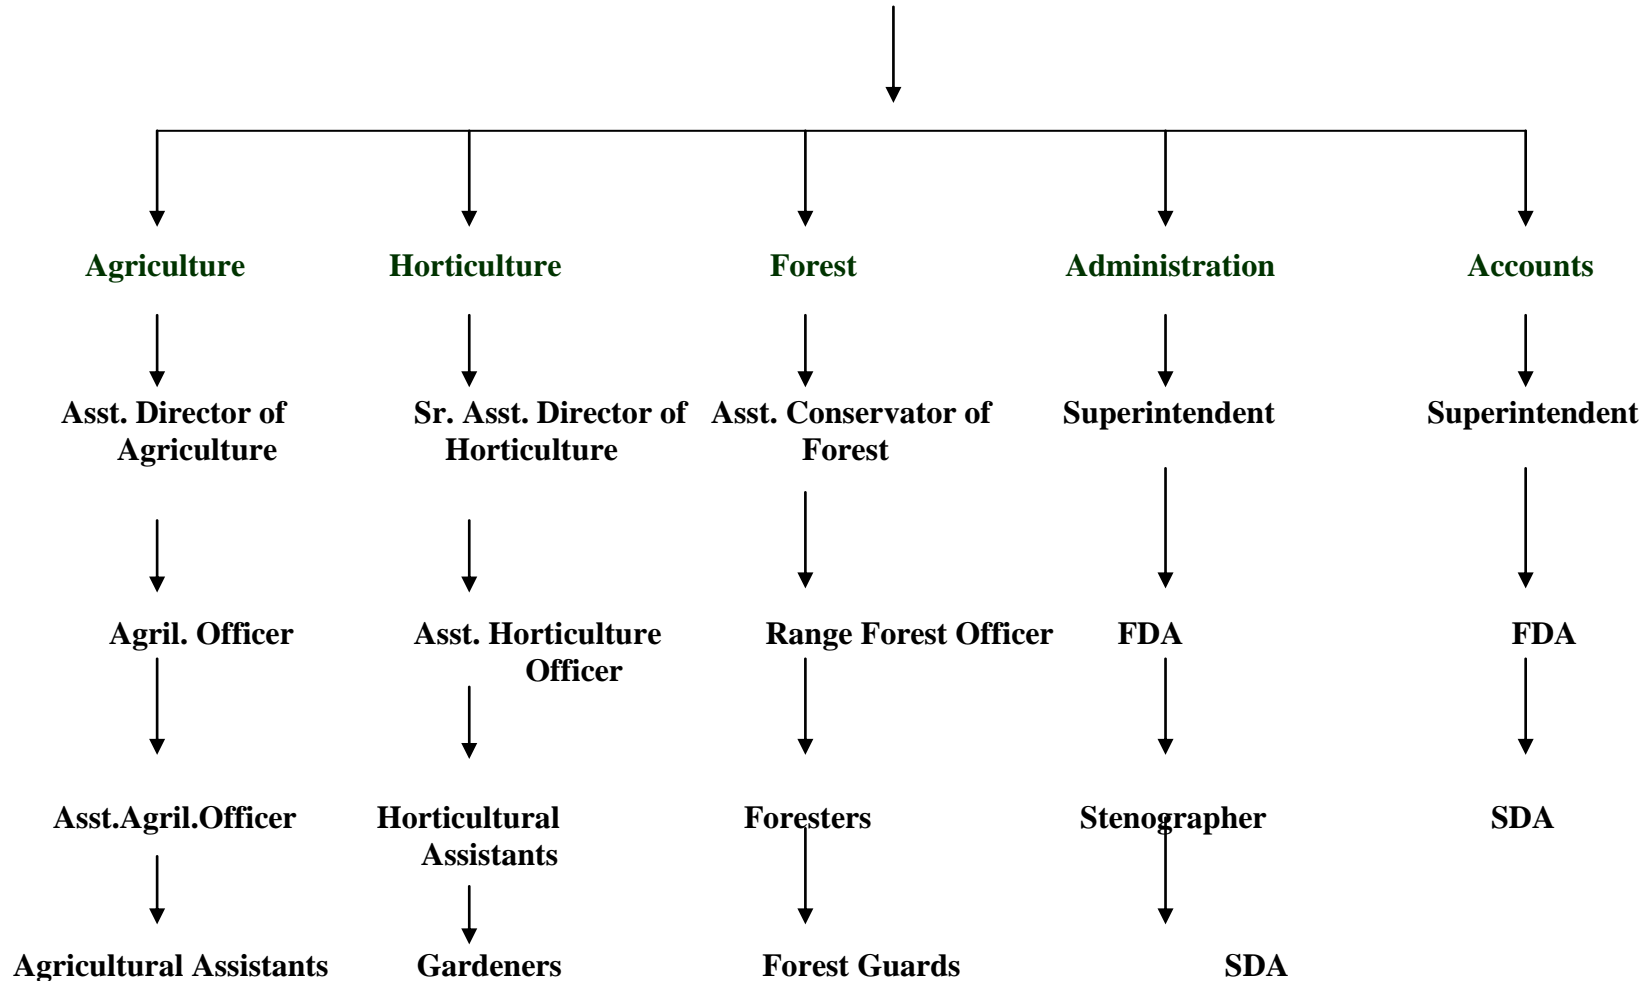 Agriculture Horticulture Forest Administration Accounts
Asst. Director of Agriculture
Sr. Asst. Director of Horticulture
Asst. Conservator of Forest
Superintendent
Superintendent
Agril. Officer
Asst. Horticulture Officer
Range Forest Officer
FDA
FDA
Asst.Agril.Officer
Horticultural Assistants
Foresters
Stenographer
SDA
Agricultural Assistants
Gardeners
Forest Guards
SDA